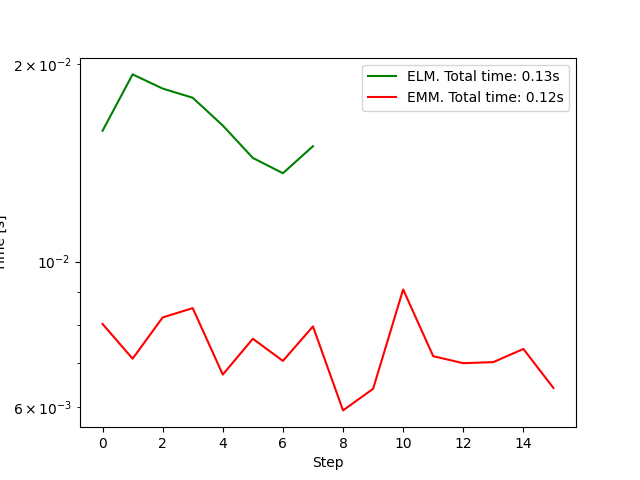 2 × 10⁻²
10⁻²
6 × 10⁻³
ELM. Total time: 0.13s
EMM. Total time: 0.12s
0 2 4 6 8 10 12 14
Step